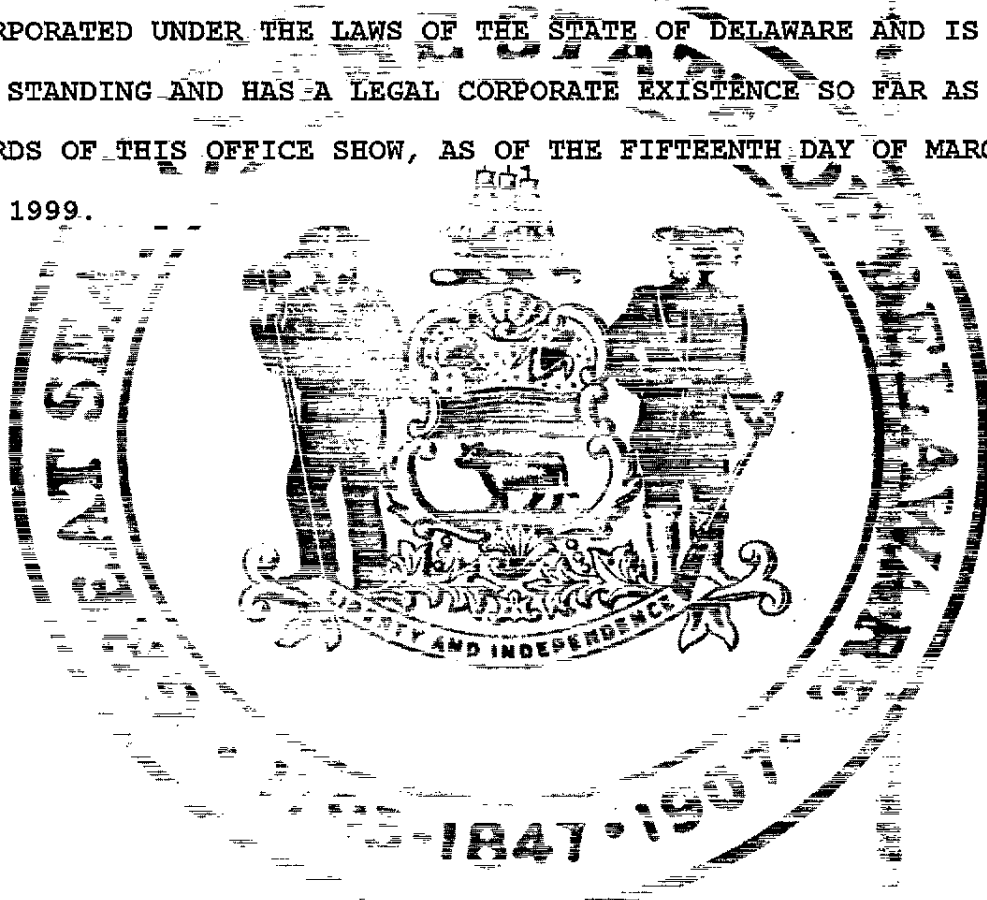 RPORATED UNDER THE LAWS OF THE STATE OF DELAWARE AND IS
STANDING AND HAS A LEGAL CORPORATE EXISTENCE SO FAR AS
RDS OF THIS OFFICE SHOW, AS OF THE FIFTEENTH DAY OF MARC
1999.
AND INDEPENDENCE
1847 • 1907